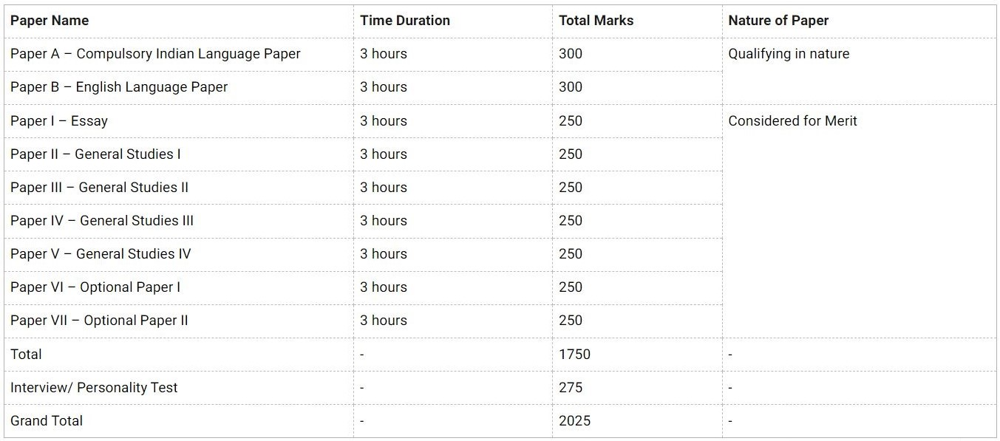 Paper Name Time Duration Total Marks Nature of Paper
Paper A – Compulsory Indian Language Paper 3 hours 300 Qualifying in nature
Paper B – English Language Paper 3 hours 300
Paper I – Essay 3 hours 250 Considered for Merit
Paper II – General Studies I 3 hours 250
Paper III – General Studies II 3 hours 250
Paper IV – General Studies III 3 hours 250
Paper V – General Studies IV 3 hours 250
Paper VI – Optional Paper I 3 hours 250
Paper VII – Optional Paper II 3 hours 250
Total - 1750 -
Interview/ Personality Test - 275 -
Grand Total - 2025 -